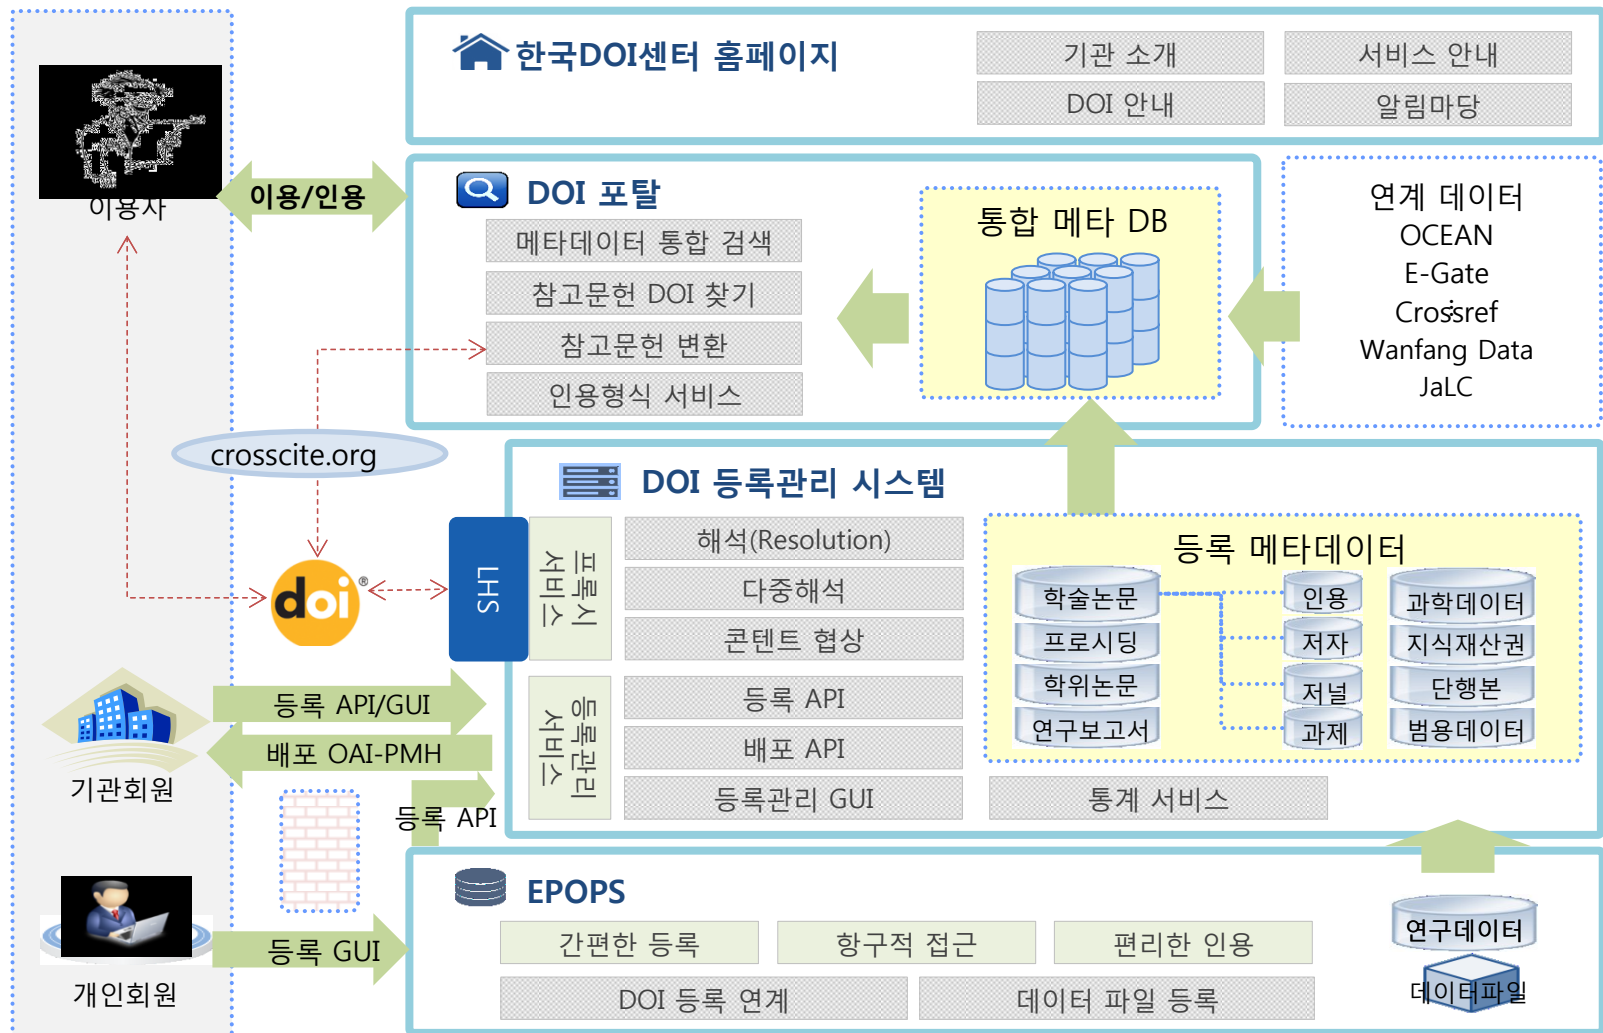 한국DOI센터 홈페이지
기관 소개
서비스 안내
DOI 안내
알림마당
이용자
이용/인용
DOI 포탈
메타데이터 통합 검색
참고문헌 DOI 찾기
참고문헌 변환
인용형식 서비스
통합 메타 DB
연계 데이터
OCEAN
E-Gate
Crossref
Wanfang Data
JaLC
crosscite.org
doi®
DOI 등록관리 시스템
LHS
프록시
서비스
해석(Resolution)
다중해석
콘텐트 협상
등록관리
서비스
등록 API
배포 API
등록관리 GUI
통계 서비스
등록 메타데이터
학술논문
프로시딩
학위논문
연구보고서
인용
저자
저널
과제
과학데이터
지식재산권
단행본
범용데이터
기관회원
등록 API/GUI
배포 OAI-PMH
등록 API
개인회원
등록 GUI
EPOPS
간편한 등록
항구적 접근
편리한 인용
DOI 등록 연계
데이터 파일 등록
연구데이터
데이터파일